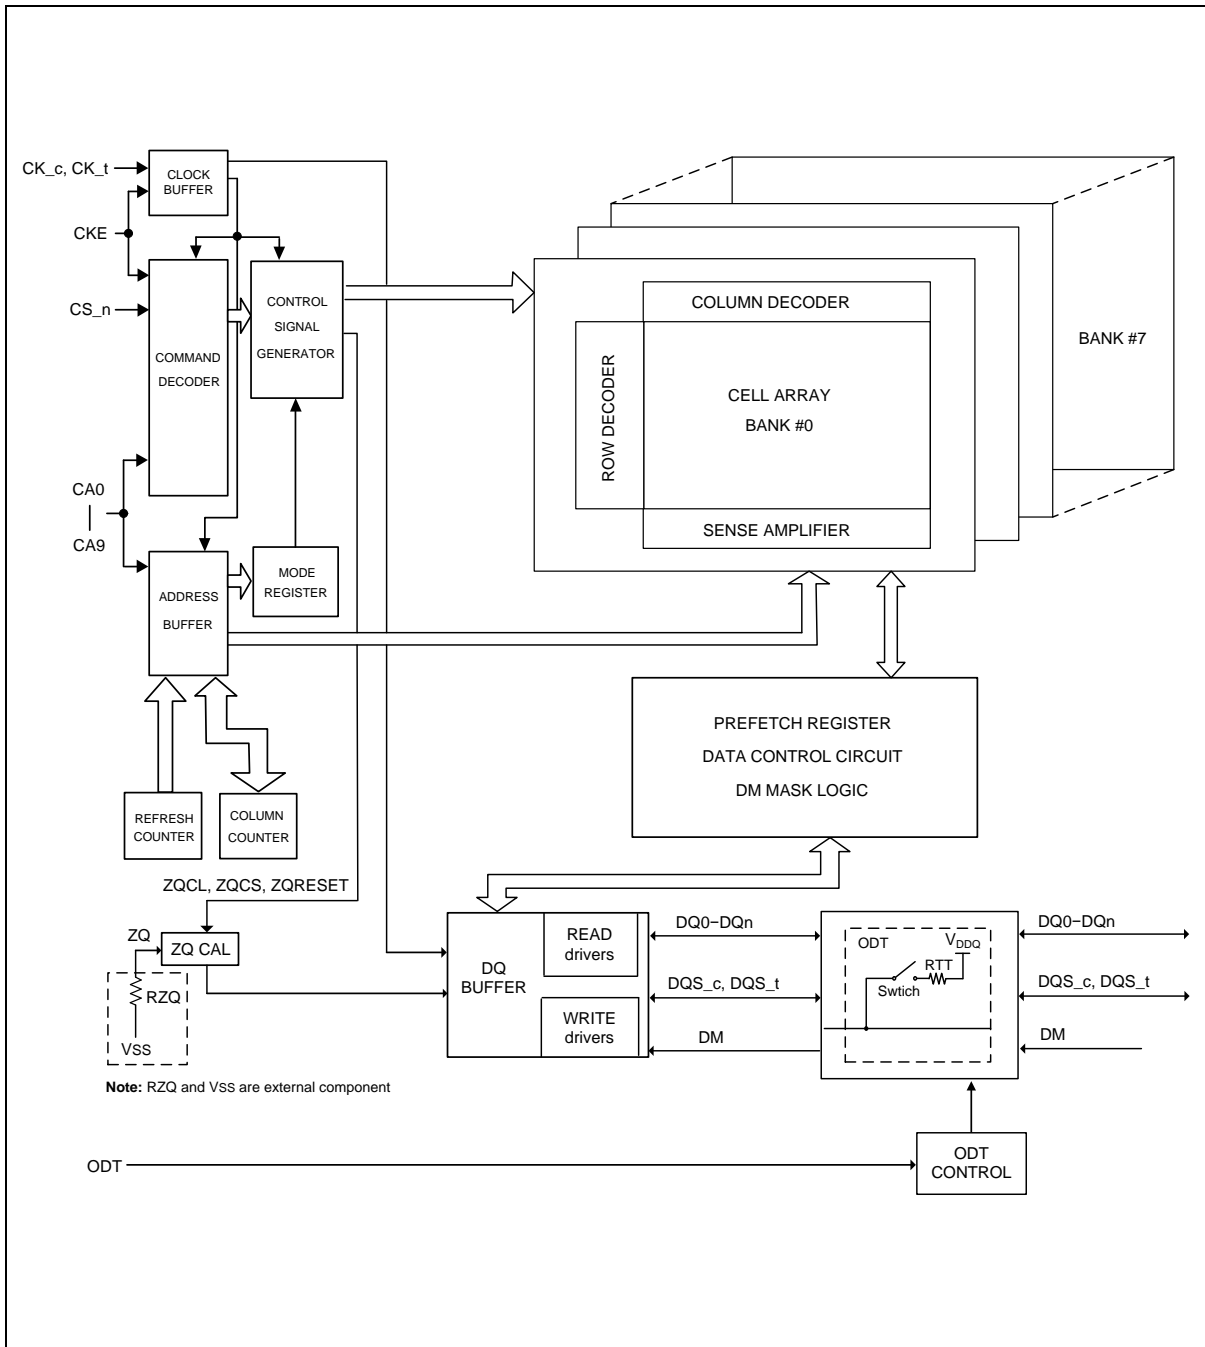 CK_c, CK_t
CLOCK
BUFFER
CKE
CS_n
COMMAND
DECODER
CONTROL
SIGNAL
GENERATOR
COLUMN DECODER
ROW DECODER
CELL ARRAY
BANK #0
SENSE AMPLIFIER
BANK #7
CA0
CA9
ADDRESS
BUFFER
MODE
REGISTER
PREFETCH REGISTER
DATA CONTROL CIRCUIT
DM MASK LOGIC
REFRESH
COUNTER
COLUMN
COUNTER
ZQCL, ZQCS, ZQRESET
ZQ
ZQ CAL
RZQ
VSS
Note: RZQ and VSS are external component
DQ
BUFFER
READ
drivers
WRITE
drivers
DQ0−DQn
DQS_c, DQS_t
DM
ODT
VDDQ
RTT
Swtich
DQ0−DQn
DQS_c, DQS_t
DM
ODT
ODT
CONTROL